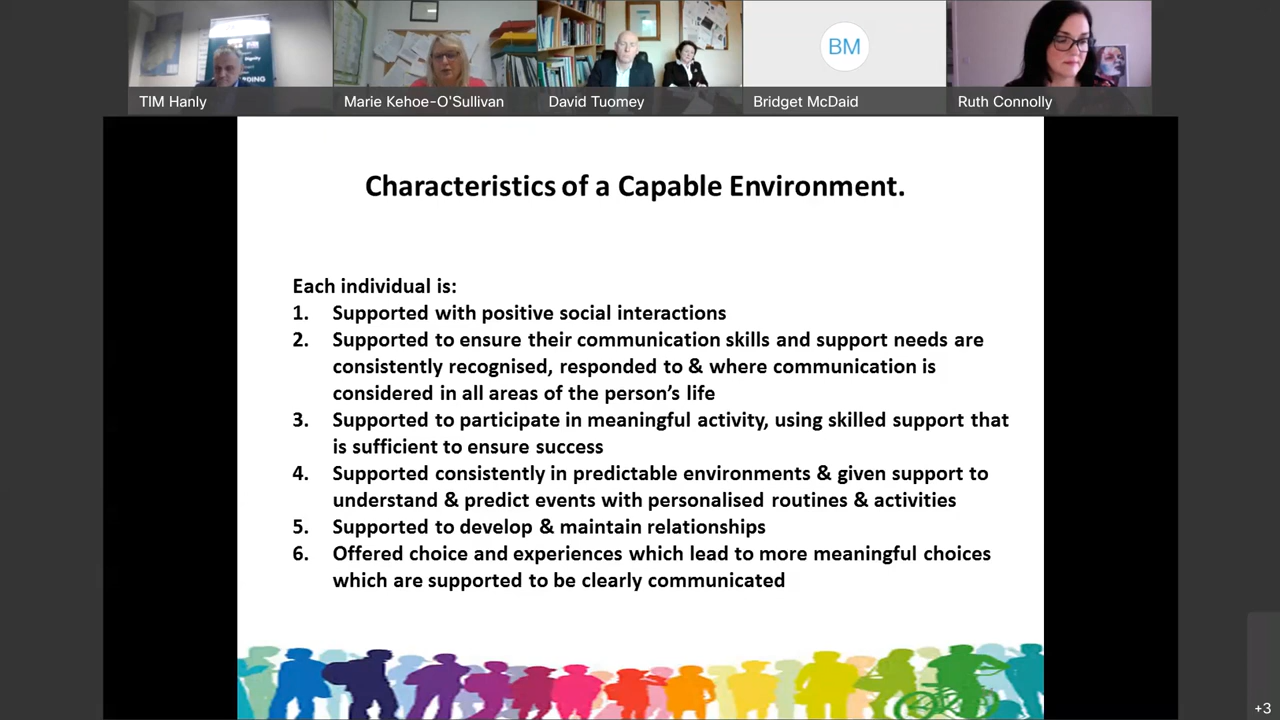 TIM Hanly
Marie Kehoe-O'Sullivan
David Tuomey
BM
Bridget McDaid
Ruth Connolly
Characteristics of a Capable Environment.
Each individual is:
1. Supported with positive social interactions
2. Supported to ensure their communication skills and support needs are
consistently recognised, responded to & where communication is
considered in all areas of the person’s life
3. Supported to participate in meaningful activity, using skilled support that
is sufficient to ensure success
4. Supported consistently in predictable environments & given support to
understand & predict events with personalised routines & activities
5. Supported to develop & maintain relationships
6. Offered choice and experiences which lead to more meaningful choices
which are supported to be clearly communicated
+3